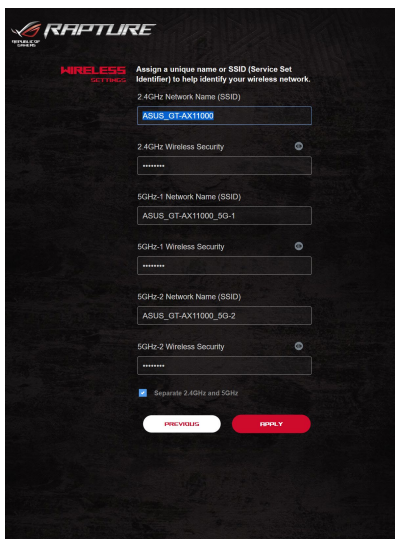 RAPTURE
REPUBLIC OF
GAMERS
WIRELESS
SETTINGS
Assign a unique name or SSID (Service Set
Identifier) to help identify your wireless network.
2.4GHz Network Name (SSID)
ASUS_GT-AX11000
2.4GHz Wireless Security
••••••••
5GHz-1 Network Name (SSID)
ASUS_GT-AX11000_5G-1
5GHz-1 Wireless Security
••••••••
5GHz-2 Network Name (SSID)
ASUS_GT-AX11000_5G-2
5GHz-2 Wireless Security
••••••••
Separate 2.4GHz and 5GHz
PREVIOUS
APPLY